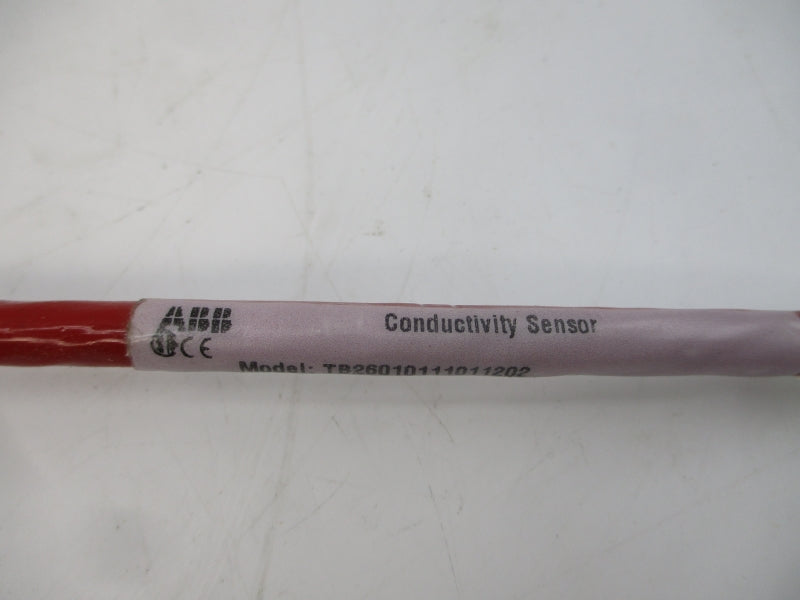 ABB Conductivity Sensor
CE
Model: TB26010111011202